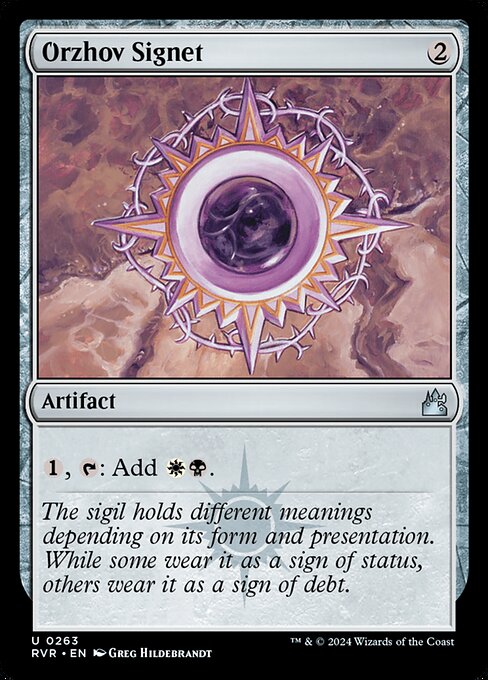 Orzhov Signet 2
Artifact
1, : Add .
The sigil holds different meanings
depending on its form and presentation.
While some wear it as a sign of status,
others wear it as a sign of debt.
U 0263
RVR • EN Greg Hildebrandt
™ & © 2024 Wizards of the Coast